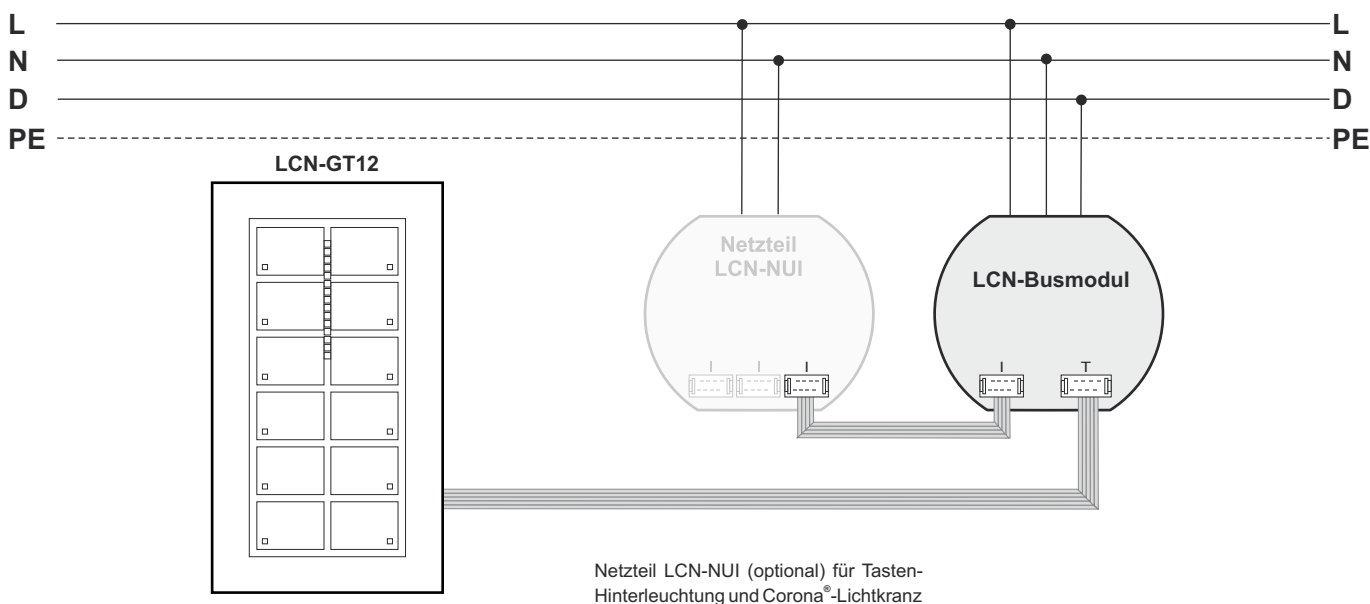 L L
N N
D D
PE PE
LCN-GT12
Netzteil
LCN-NUI
LCN-Busmodul
I I I I T
Netzteil LCN-NUI (optional) für Tasten-
Hinterleuchtung und Corona®-Lichtkranz